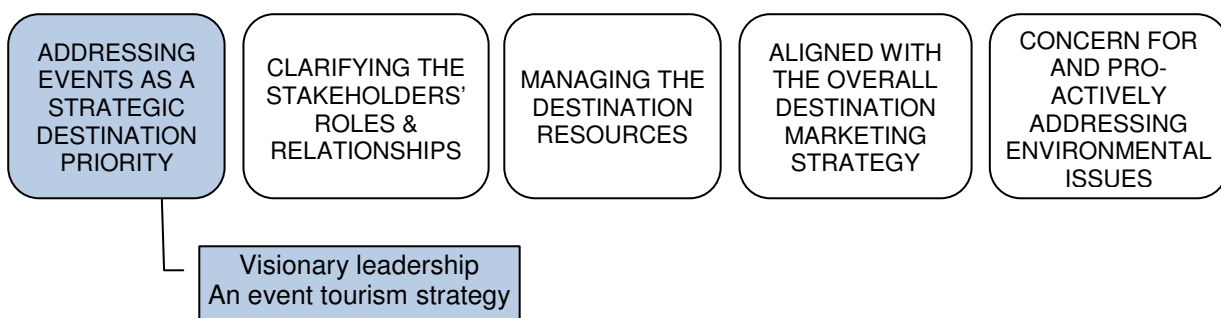 ADDRESSING
EVENTS AS A
STRATEGIC
DESTINATION
PRIORITY
CLARIFYING THE
STAKEHOLDERS'
ROLES &
RELATIONSHIPS
MANAGING THE
DESTINATION
RESOURCES
ALIGNED WITH
THE OVERALL
DESTINATION
MARKETING
STRATEGY
CONCERN FOR
AND PRO-
ACTIVELY
ADDRESSING
ENVIRONMENTAL
ISSUES
Visionary leadership
An event tourism strategy